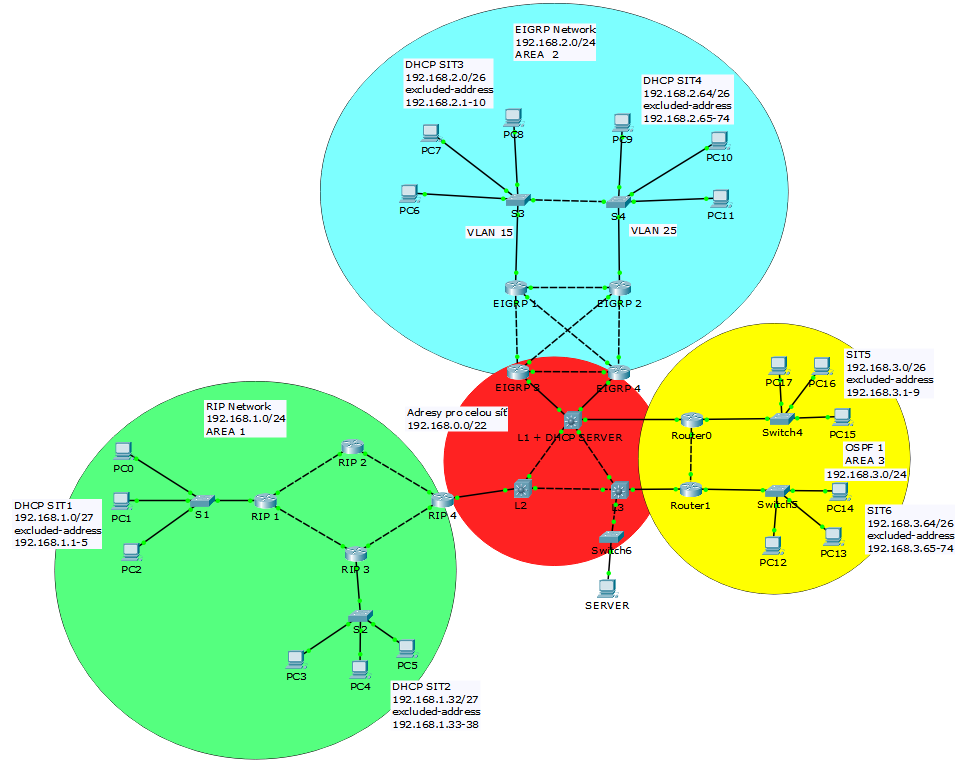 EIGRP Network
192.168.2.0/24
AREA 2
DHCP SIT3
192.168.2.0/26
excluded-address
192.168.2.1-10
DHCP SIT4
192.168.2.64/26
excluded-address
192.168.2.65-74
PC8
PC9
PC7
PC10
PC6
S3
S4
PC11
VLAN 15
VLAN 25
EIGRP 1
EIGRP 2
EIGRP 3
EIGRP 4
SIT5
192.168.3.0/26
excluded-address
192.168.3.1-9
PC17
PC16
RIP Network
192.168.1.0/24
AREA 1
Adresy pro celou síť
192.168.0.0/22
L1 + DHCP SERVER
Router0
Switch4
PC15
OSPF 1
AREA 3
192.168.3.0/24
PC0
RIP 2
DHCP SIT1
192.168.1.0/27
excluded-address
192.168.1.1-5
PC1
S1
RIP 1
RIP 4
L2
L3
Router1
Switch5
PC14
SIT6
192.168.3.64/26
excluded-address
192.168.3.65-74
PC2
RIP 3
Switch6
PC12
PC13
SERVER
S2
PC3
PC4
PC5
DHCP SIT2
192.168.1.32/27
excluded-address
192.168.1.33-38